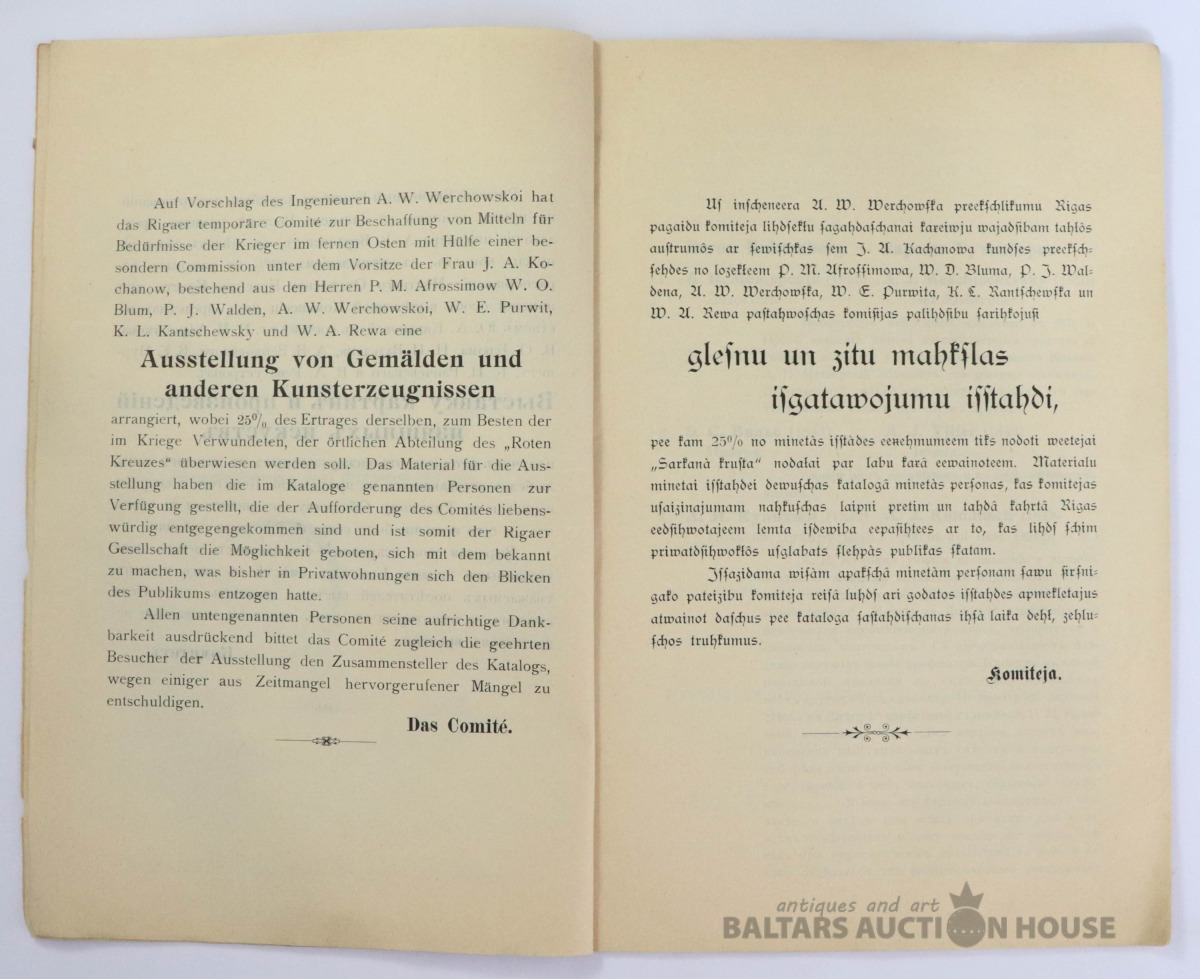 Auf Vorschlag des Ingenieuren A. W. Werchowskoi hat
das Rigaer temporäre Comité zur Beschaffung von Mitteln für
Bedürfnisse der Krieger im fernen Osten mit Hülfe einer be-
sondern Commission unter dem Vorsitze der Frau J. A. Ko-
chanow, bestehend aus den Herren P. M. Afrossimow W. O.
Blum, P. J. Walden, A. W. Werchowskoi, W. E. Purwit,
K. L. Kantschewsky und W. A. Rewa eine
Ausstellung von Gemälden und
anderen Kunsterzeugnissen
arrangiert, wobei 25% des Ertrages derselben, zum Besten der
im Kriege Verwundeten, der örtlichen Abteilung des „Roten
Kreuzes“ überwiesen werden soll. Das Material für die Aus-
stellung haben die im Kataloge genannten Personen zur
Verfügung gestellt, die der Aufforderung des Comités liebens-
würdig entgegengekommen sind und ist somit der Rigaer
Gesellschaft die Möglichkeit geboten, sich mit dem bekannt
zu machen, was bisher in Privatwohnungen sich den Blicken
des Publikums entzogen hatte.
Allen untengenannten Personen seine aufrichtige Dank-
barkeit ausdrückend bittet das Comité zugleich die geehrten
Besucher der Ausstellung den Zusammensteller des Katalogs,
wegen einiger aus Zeitmangel hervorgerufener Mängel zu
entschuldigen.
Das Comité.
Uſ inſcheneera A. W. Werchowſka preekſchlikumu Rigas
pagaidu komiteja lihdſekļu ſagahdaſchanai kareiwju wajadſibam tahlôs
auſtrumôs ar ſewiſchkas ſem J. A. Kachanowa kundſes preekſch-
ſehdes no lozekleem P. M. Afroſſimowa, W. D. Bluma, P. J. Wal-
dena, A. W. Werchowſka, W. E. Purwita, K. L. Kantſchewſka un
W. A. Rewa paſtahwoſchas komiſijas palihdſibu ſarihkojuſi
gleſnu un zitu mahkſlas
iſgatawojumu iſſtahdi,
pee kam 25% no minetàs iſſtàdes eenehmumeem tiks nodoti weetejai
„Sarkanà kruſta“ nodalai par labu karâ eewainoteem. Materialu
minetai iſſtahdei dewuſchas katalogâ minetàs perſonas, kas komitejas
uſaizinajumam nahkuſchas laipni pretim un tahdâ kahrtâ Rigas
eedſihwotajeem lemta iſdewiba eepaſihtees ar to, kas lihdſ ſchim
priwatdſihwoklôs uſglabats ſlehpàs publikas ſkatam.
Iſſazidama wiſàm apakſchâ minetàm perſonam ſawu ſirſni-
gako pateizibu komiteja reiſâ luhdſ ari godatos iſſtahdes apmekletajus
atwainot daſchus pee kataloga ſaſtahdiſchanas ihſà laika dehļ, zehlu-
ſchos truhkumus.
Komiteja.
antiques and art
BALTARS AUCTION HOUSE